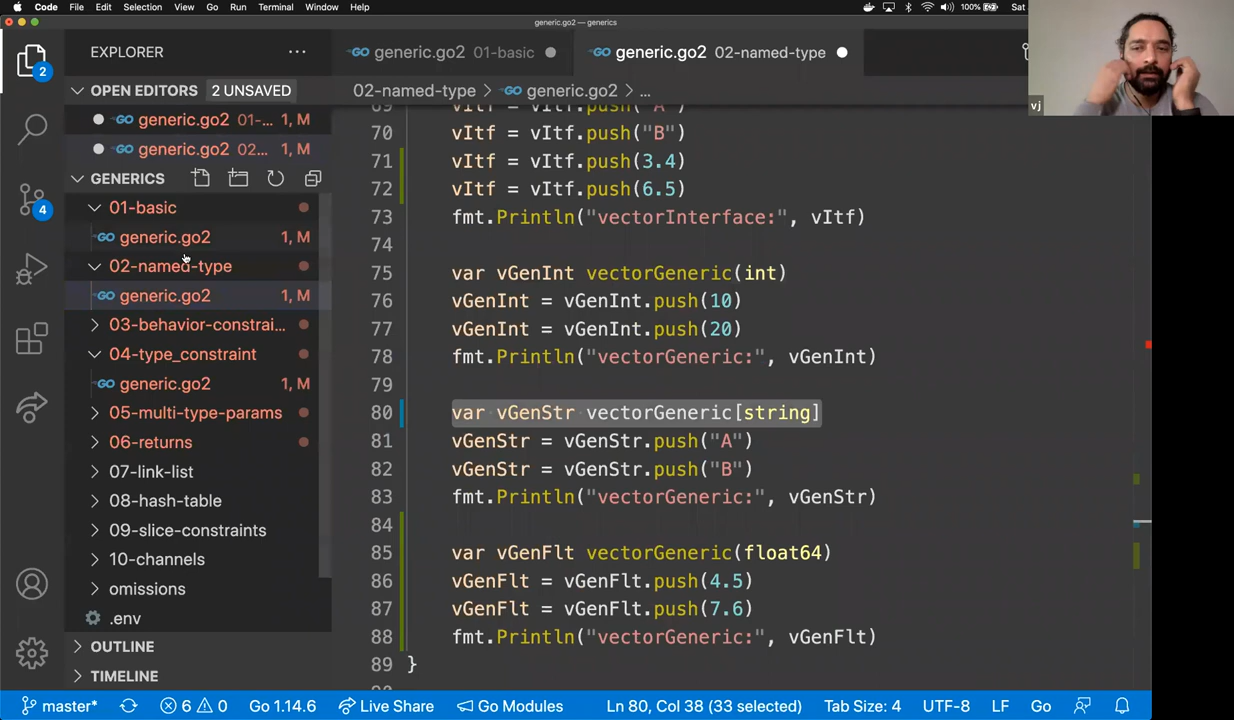 Code File Edit Selection View Go Run Terminal Window Help 100% Sat
generic.go2 — generics
EXPLORER
OPEN EDITORS 2 UNSAVED
generic.go2 01-... 1, M
generic.go2 02... 1, M
GENERICS
01-basic
generic.go2 1, M
02-named-type
generic.go2 1, M
03-behavior-constrai...
04-type_constraint
generic.go2 1, M
05-multi-type-params
06-returns
07-link-list
08-hash-table
09-slice-constraints
10-channels
omissions
.env
OUTLINE
TIMELINE
2
4
generic.go2 01-basic
generic.go2 02-named-type
02-named-type > generic.go2 > ...
69 vItf = vItf.push("A")
70 vItf = vItf.push("B")
71 vItf = vItf.push(3.4)
72 vItf = vItf.push(6.5)
73 fmt.Println("vectorInterface:", vItf)
74
75 var vGenInt vectorGeneric(int)
76 vGenInt = vGenInt.push(10)
77 vGenInt = vGenInt.push(20)
78 fmt.Println("vectorGeneric:", vGenInt)
79
80 var vGenStr vectorGeneric[string]
81 vGenStr = vGenStr.push("A")
82 vGenStr = vGenStr.push("B")
83 fmt.Println("vectorGeneric:", vGenStr)
84
85 var vGenFlt vectorGeneric(float64)
86 vGenFlt = vGenFlt.push(4.5)
87 vGenFlt = vGenFlt.push(7.6)
88 fmt.Println("vectorGeneric:", vGenFlt)
89 }
vj
master* 6 0 Go 1.14.6 Live Share Go Modules Ln 80, Col 38 (33 selected) Tab Size: 4 UTF-8 LF Go